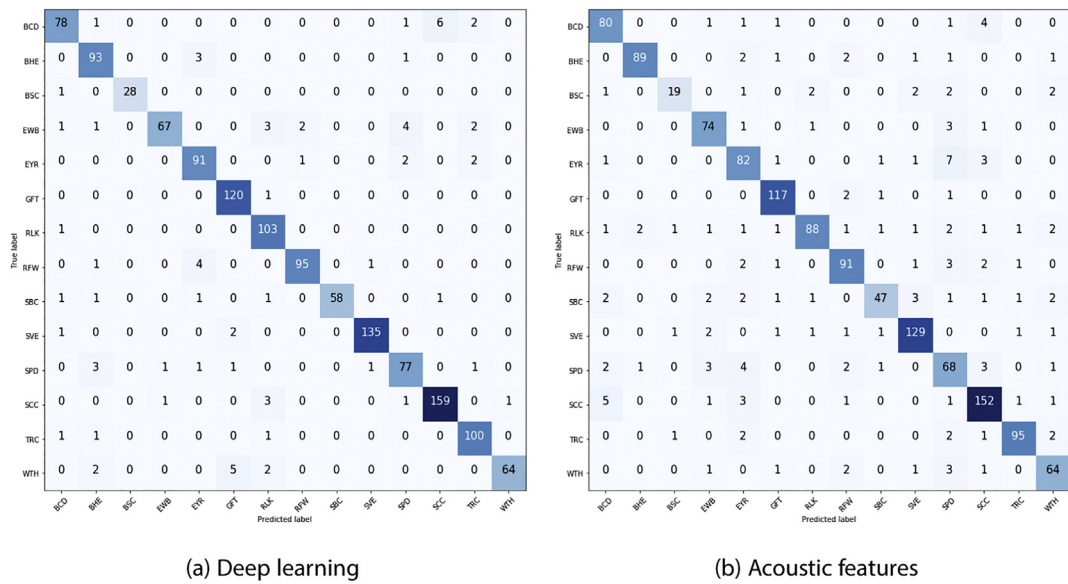 BCD 78 1 0 0 0 0 0 0 0 0 1 6 2 0
BHE 0 93 0 0 3 0 0 0 0 0 1 0 0 0
BSC 1 0 28 0 0 0 0 0 0 0 0 0 0 0
EWB 1 1 0 67 0 0 3 2 0 0 4 0 2 0
EYR 0 0 0 0 91 0 0 1 0 0 2 0 2 0
GFT 0 0 0 0 0 120 1 0 0 0 0 0 0 0
RLK 1 0 0 0 0 0 103 0 0 0 0 0 0 0
RFW 0 1 0 0 4 0 0 95 0 1 0 0 0 0
SBC 1 1 0 0 1 0 1 0 58 0 0 1 0 0
SVE 1 0 0 0 0 2 0 0 0 135 0 0 0 0
SPD 0 3 0 1 1 1 0 0 0 1 77 0 1 0
SCC 0 0 0 1 0 0 3 0 0 0 1 159 0 1
TRC 1 1 0 0 0 0 1 0 0 0 0 0 100 0
WTH 0 2 0 0 0 5 2 0 0 0 0 0 0 64
True label
BCD BHE BSC EWB EYR GFT RLK RFW SBC SVE SPD SCC TRC WTH
Predicted label
(a) Deep learning
BCD 80 0 0 1 1 1 0 0 1 0 0 4 0 0
BHE 0 89 0 0 2 1 0 2 0 1 1 0 0 1
BSC 1 0 19 0 1 0 2 0 0 2 2 0 0 2
EWB 0 0 0 74 1 0 1 0 0 0 3 1 0 0
EYR 1 0 0 0 82 1 0 0 1 1 7 3 0 0
GFT 0 0 0 0 0 117 0 2 1 0 1 0 0 0
RLK 1 2 1 1 1 1 88 1 1 1 2 1 1 2
RFW 0 0 0 0 2 1 0 91 0 1 3 2 1 0
SBC 2 0 0 2 2 1 1 0 47 3 1 1 1 2
SVE 0 0 1 2 0 1 1 1 1 129 0 0 1 1
SPD 2 1 0 3 4 0 0 2 1 0 68 3 0 1
SCC 5 0 0 1 3 0 0 1 0 0 1 152 1 1
TRC 0 0 1 0 2 0 0 0 0 0 2 1 95 2
WTH 0 0 0 1 1 1 0 2 0 1 3 1 0 64
True label
BCD BHE BSC EWB EYR GFT RLK RFW SBC SVE SPD SCC TRC WTH
Predicted label
(b) Acoustic features